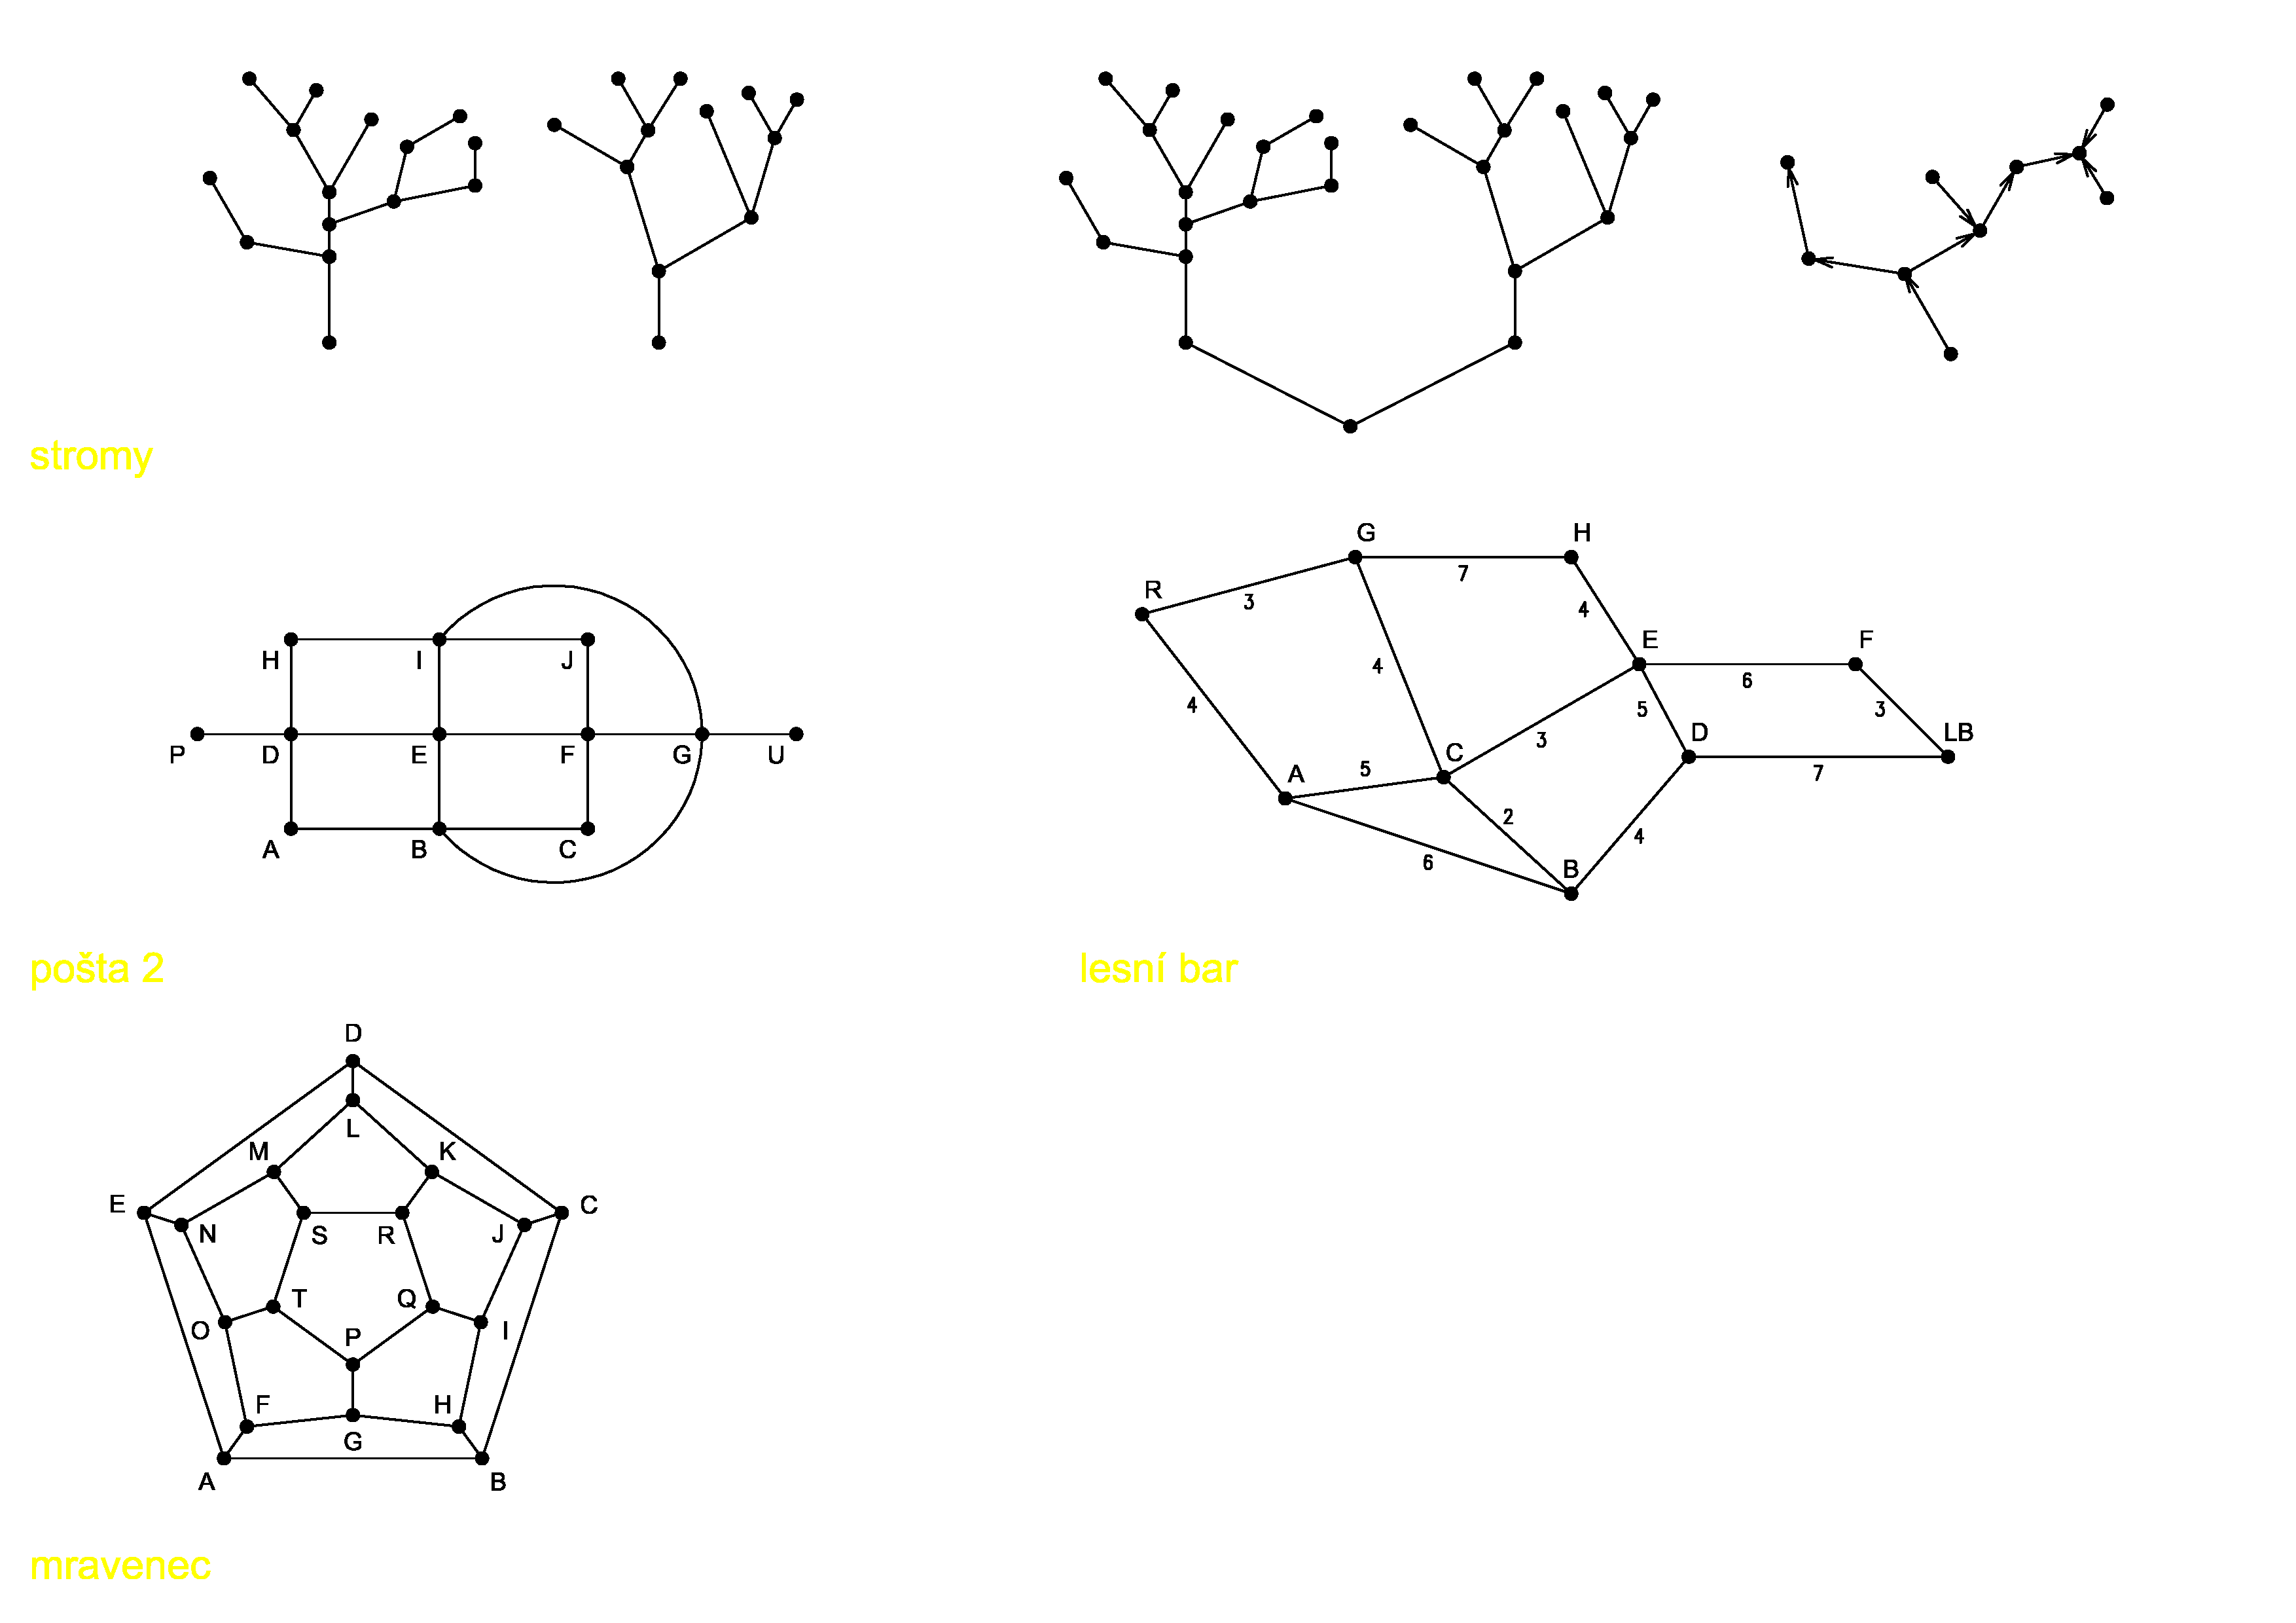 stromy
H I J
P D E F G U
A B C
pošta 2
G H
R 7
3 4 E F
4 4 6
5 3
C 3 D LB
A 5 7
2
6 4
B
lesní bar
D
L
M K
E C
N S R J
T Q
O P I
F H
G
A B
mravenec